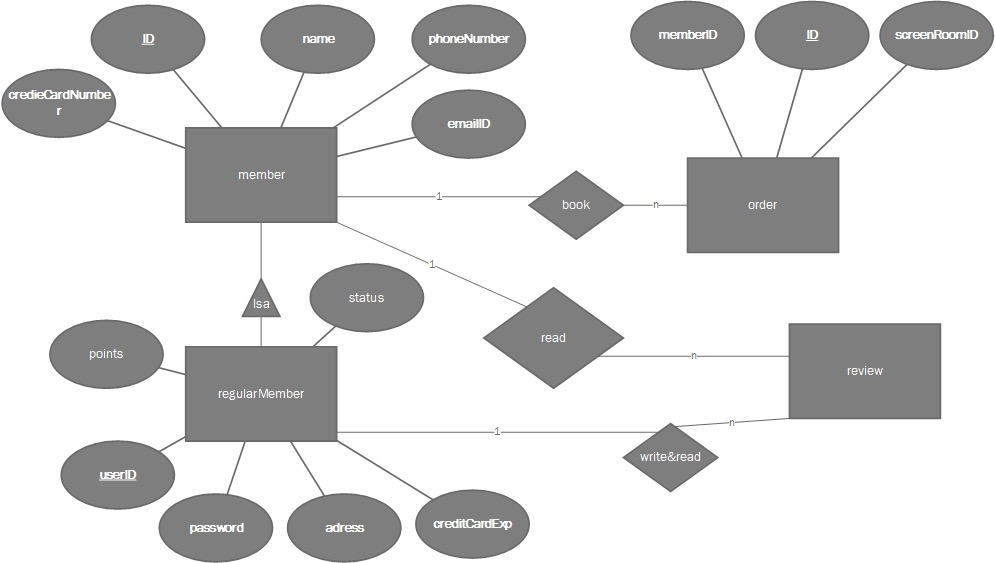 ID
name
phoneNumber
memberID
ID
screenRoomID
credieCardNumbe
r
emailID
member
1
book
n
order
1
Isa
status
read
points
n
review
regularMember
1
n
write&read
userID
password
adress
creditCardExp